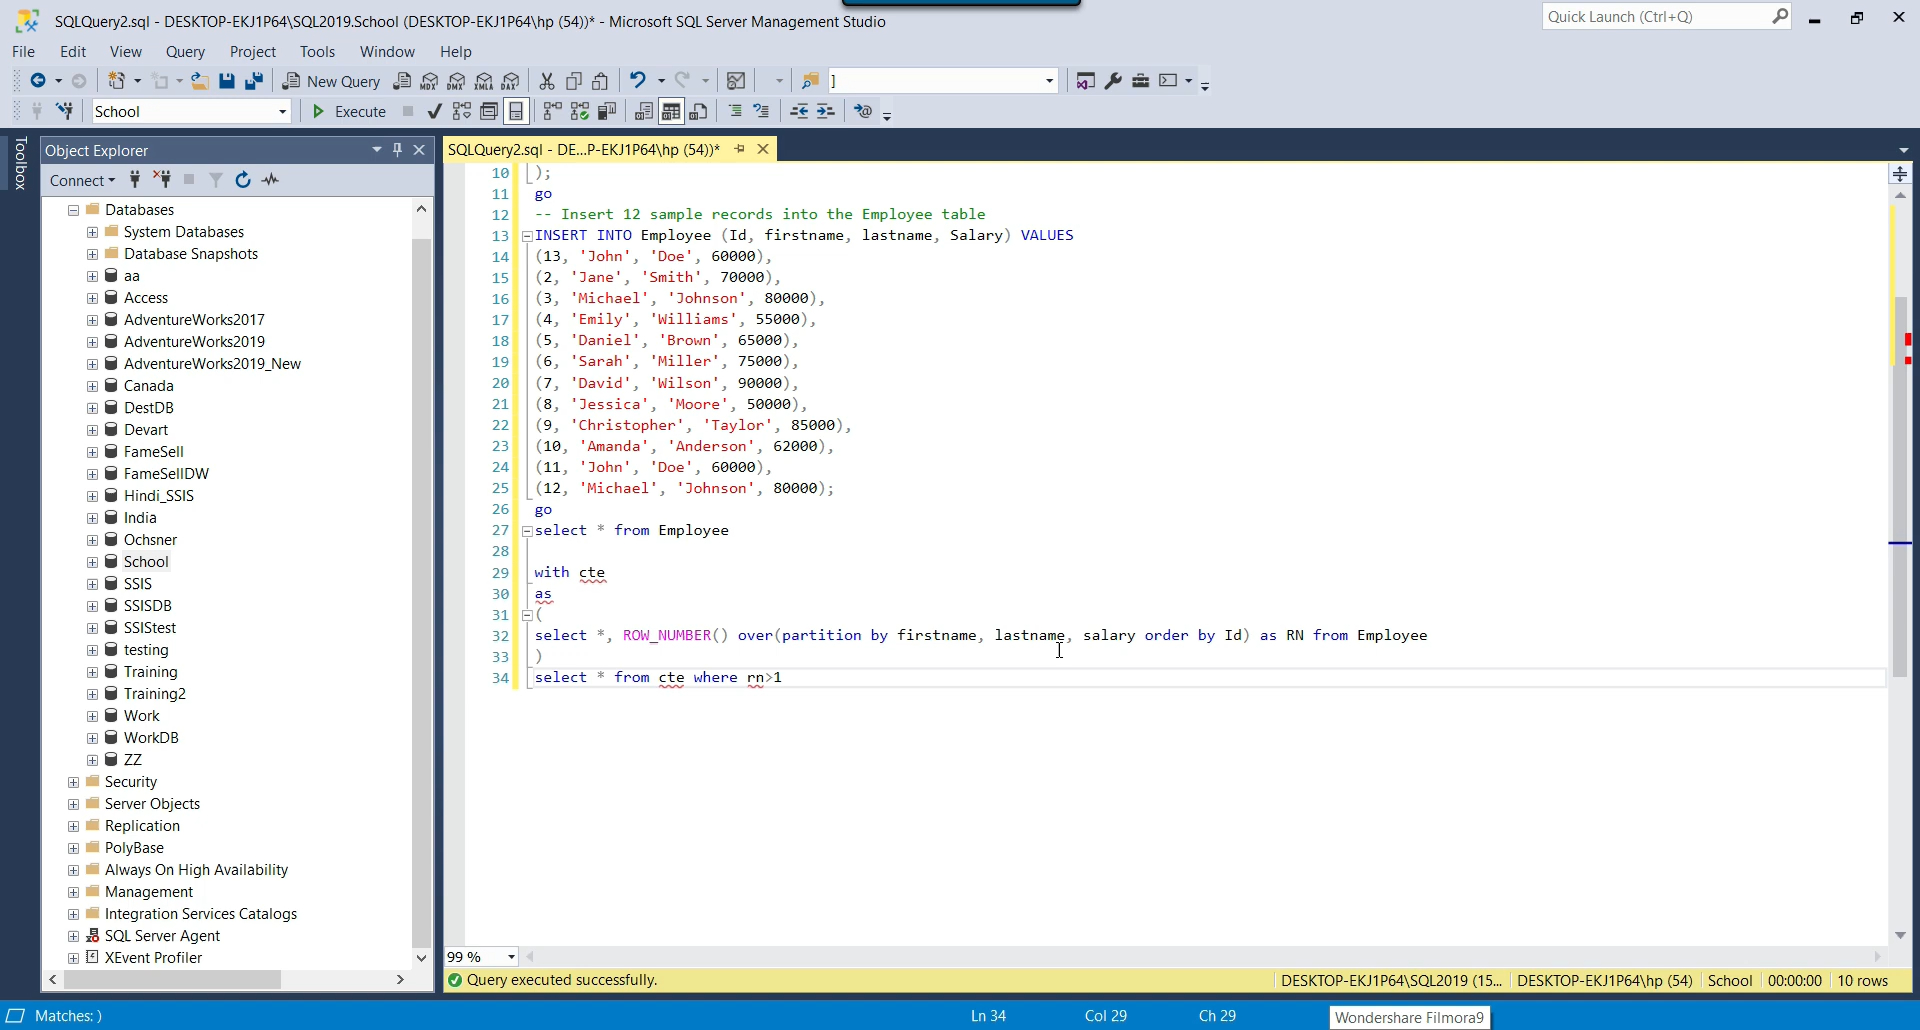 SQLQuery2.sql - DESKTOP-EKJ1P64\SQL2019.School (DESKTOP-EKJ1P64\hp (54))* - Microsoft SQL Server Management Studio
Quick Launch (Ctrl+Q)
File Edit View Query Project Tools Window Help
New Query MDX DMX XMLA DAX ]
School Execute
Toolbox
Object Explorer
Connect
Databases
System Databases
Database Snapshots
aa
Access
AdventureWorks2017
AdventureWorks2019
AdventureWorks2019_New
Canada
DestDB
Devart
FameSell
FameSellDW
Hindi_SSIS
India
Ochsner
School
SSIS
SSISDB
SSIStest
testing
Training
Training2
Work
WorkDB
ZZ
Security
Server Objects
Replication
PolyBase
Always On High Availability
Management
Integration Services Catalogs
SQL Server Agent
XEvent Profiler
SQLQuery2.sql - DE...P-EKJ1P64\hp (54))*
10 );
11 go
12 -- Insert 12 sample records into the Employee table
13 INSERT INTO Employee (Id, firstname, lastname, Salary) VALUES
14 (13, 'John', 'Doe', 60000),
15 (2, 'Jane', 'Smith', 70000),
16 (3, 'Michael', 'Johnson', 80000),
17 (4, 'Emily', 'Williams', 55000),
18 (5, 'Daniel', 'Brown', 65000),
19 (6, 'Sarah', 'Miller', 75000),
20 (7, 'David', 'Wilson', 90000),
21 (8, 'Jessica', 'Moore', 50000),
22 (9, 'Christopher', 'Taylor', 85000),
23 (10, 'Amanda', 'Anderson', 62000),
24 (11, 'John', 'Doe', 60000),
25 (12, 'Michael', 'Johnson', 80000);
26 go
27 select * from Employee
28
29 with cte
30 as
31 (
32 select *, ROW_NUMBER() over(partition by firstname, lastname, salary order by Id) as RN from Employee
33 )
34 select * from cte where rn>1
99 %
Query executed successfully.
DESKTOP-EKJ1P64\SQL2019 (15... DESKTOP-EKJ1P64\hp (54) School 00:00:00 10 rows
Matches: )
Ln 34 Col 29 Ch 29
Wondershare Filmora9